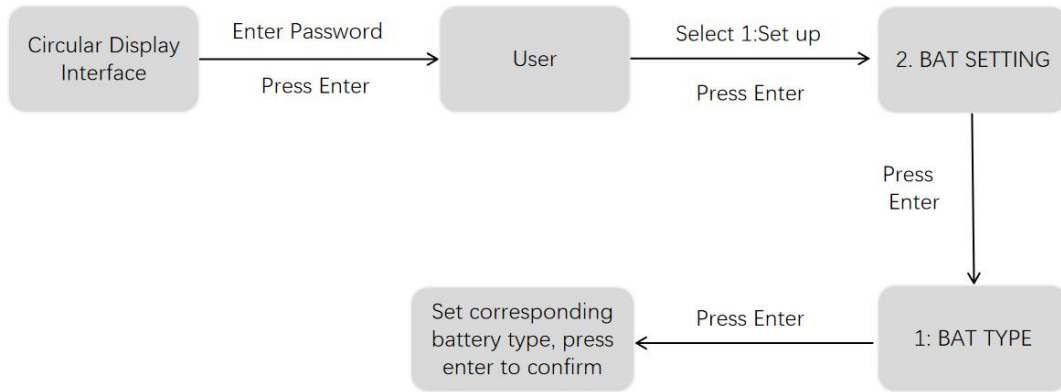 Circular Display
Interface
Enter Password
Press Enter
User
Select 1:Set up
Press Enter
2. BAT SETTING
Press
Enter
1: BAT TYPE
Press Enter
Set corresponding
battery type, press
enter to confirm